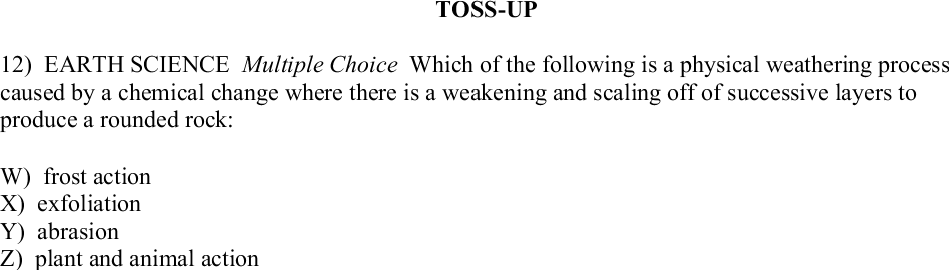 TOSS-UP
12) EARTH SCIENCE Multiple Choice Which of the following is a physical weathering process
caused by a chemical change where there is a weakening and scaling off of successive layers to
produce a rounded rock:
W) frost action
X) exfoliation
Y) abrasion
Z) plant and animal action